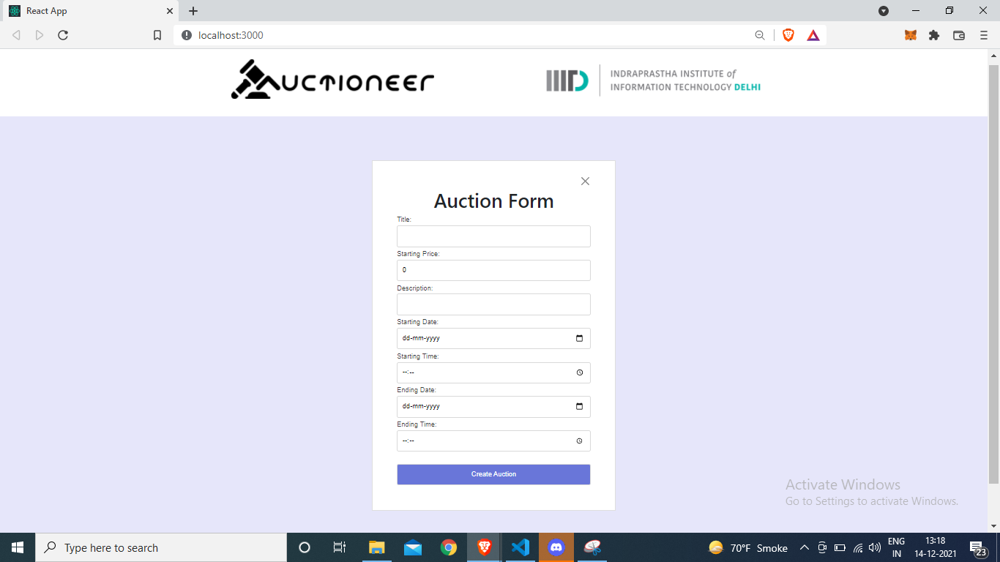 React App
localhost:3000
AUCTIONEER
INDRAPRASTHA INSTITUTE of
INFORMATION TECHNOLOGY DELHI
Auction Form
Title:
Starting Price:
0
Description:
Starting Date:
dd-mm-yyyy
Starting Time:
--:--
Ending Date:
dd-mm-yyyy
Ending Time:
--:--
Create Auction
Activate Windows
Go to Settings to activate Windows.
Type here to search
70°F Smoke
ENG
IN
13:18
14-12-2021
23